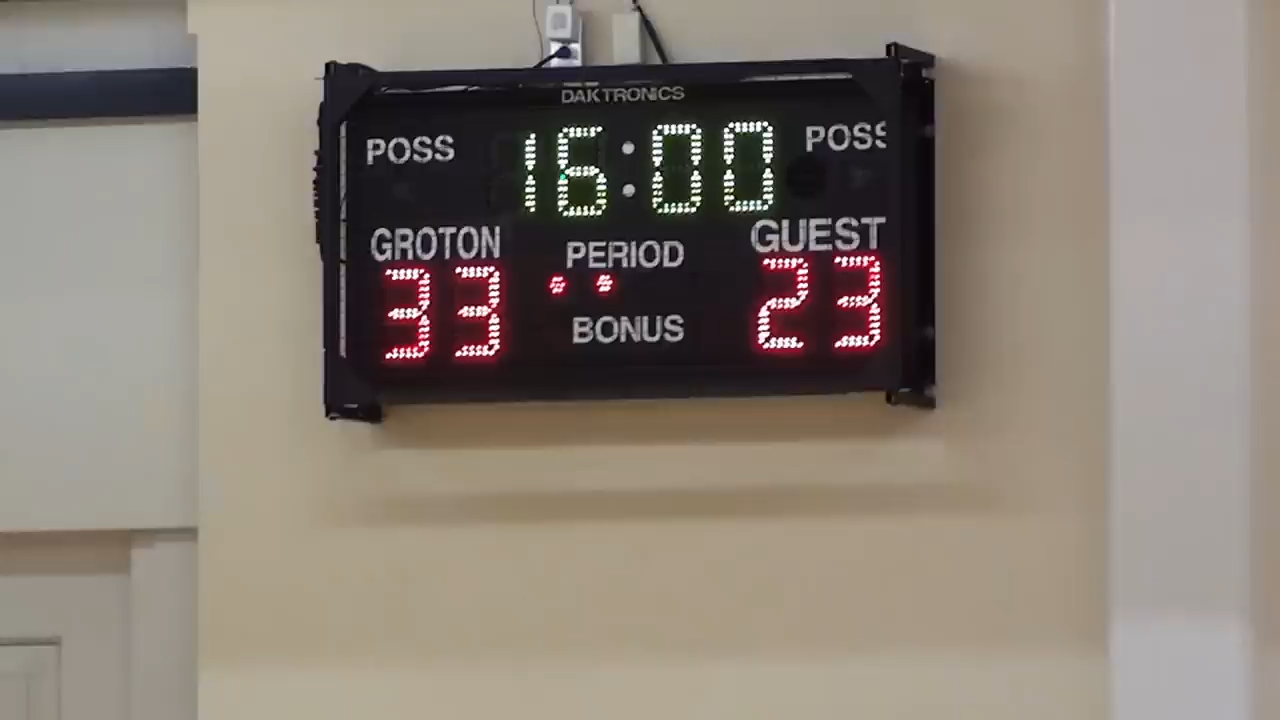 DAKTRONICS
POSS 16:00 POSS
GROTON PERIOD GUEST
33 23
BONUS